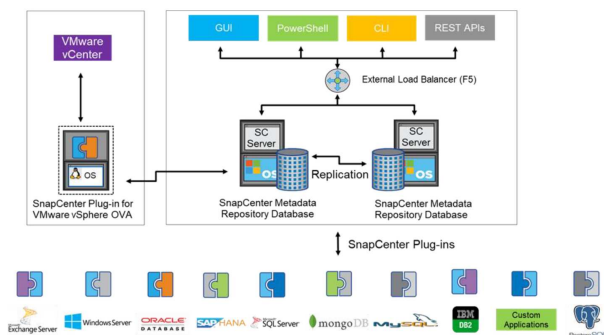 GUI
PowerShell
CLI
REST APIs
VMware
vCenter
External Load Balancer (F5)
SC
Server
SC
Server
OS
OS
OS
Replication
SnapCenter Plug-in for
VMware vSphere OVA
SnapCenter Metadata
Repository Database
SnapCenter Metadata
Repository Database
SnapCenter Plug-ins
Exchange Server
Windows Server
ORACLE
DATABASE
SAP HANA
SQL Server
mongoDB
MySQL
IBM
DB2
Custom
Applications
PostgreSQL